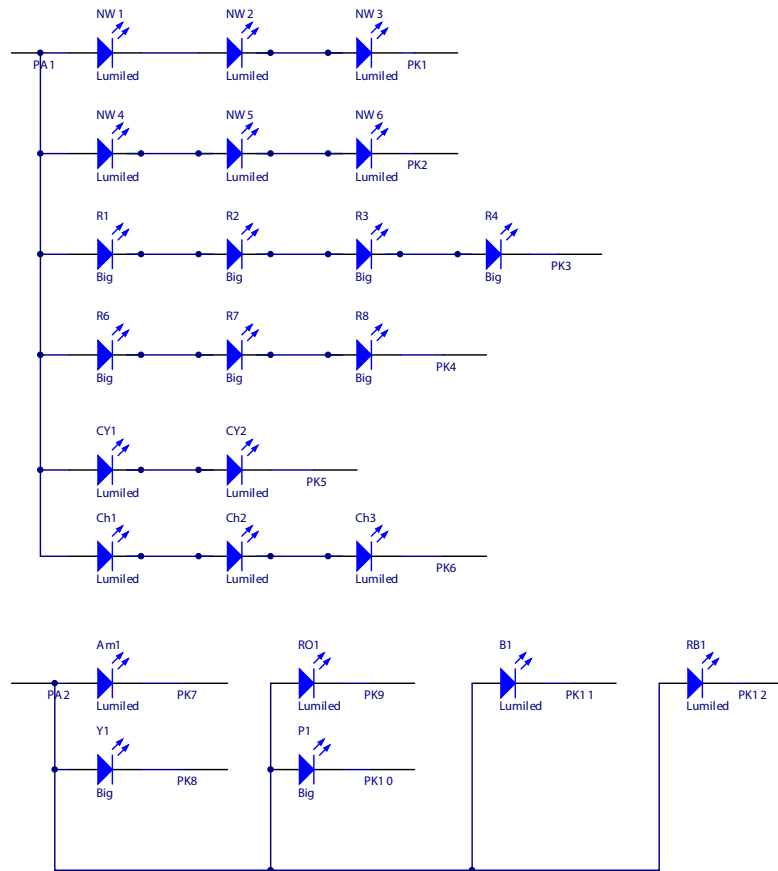 NW1 NW2 NW3
PA1 PK1
Lumiled Lumiled Lumiled
NW4 NW5 NW6
PK2
Lumiled Lumiled Lumiled
R1 R2 R3 R4
PK3
Big Big Big Big
R6 R7 R8
PK4
Big Big Big
CY1 CY2
PK5
Lumiled Lumiled
Ch1 Ch2 Ch3
PK6
Lumiled Lumiled Lumiled
Am1 RO1 B1 RB1
PA2 PK7 PK9 PK11 PK12
Lumiled Lumiled Lumiled Lumiled
Y1 P1
PK8 PK10
Big Big